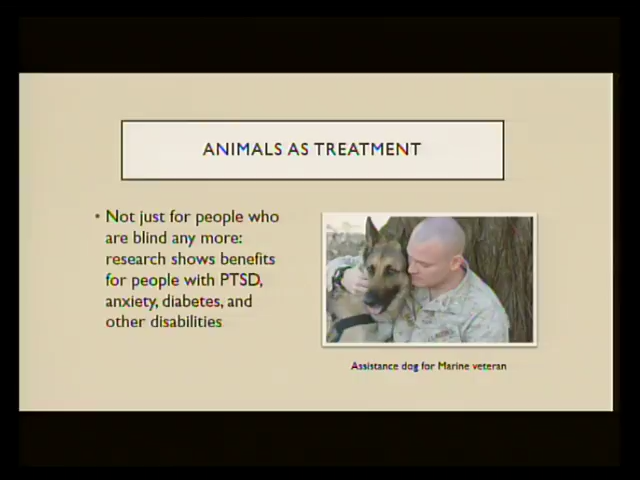 ANIMALS AS TREATMENT
• Not just for people who
are blind any more:
research shows benefits
for people with PTSD,
anxiety, diabetes, and
other disabilities
Assistance dog for Marine veteran